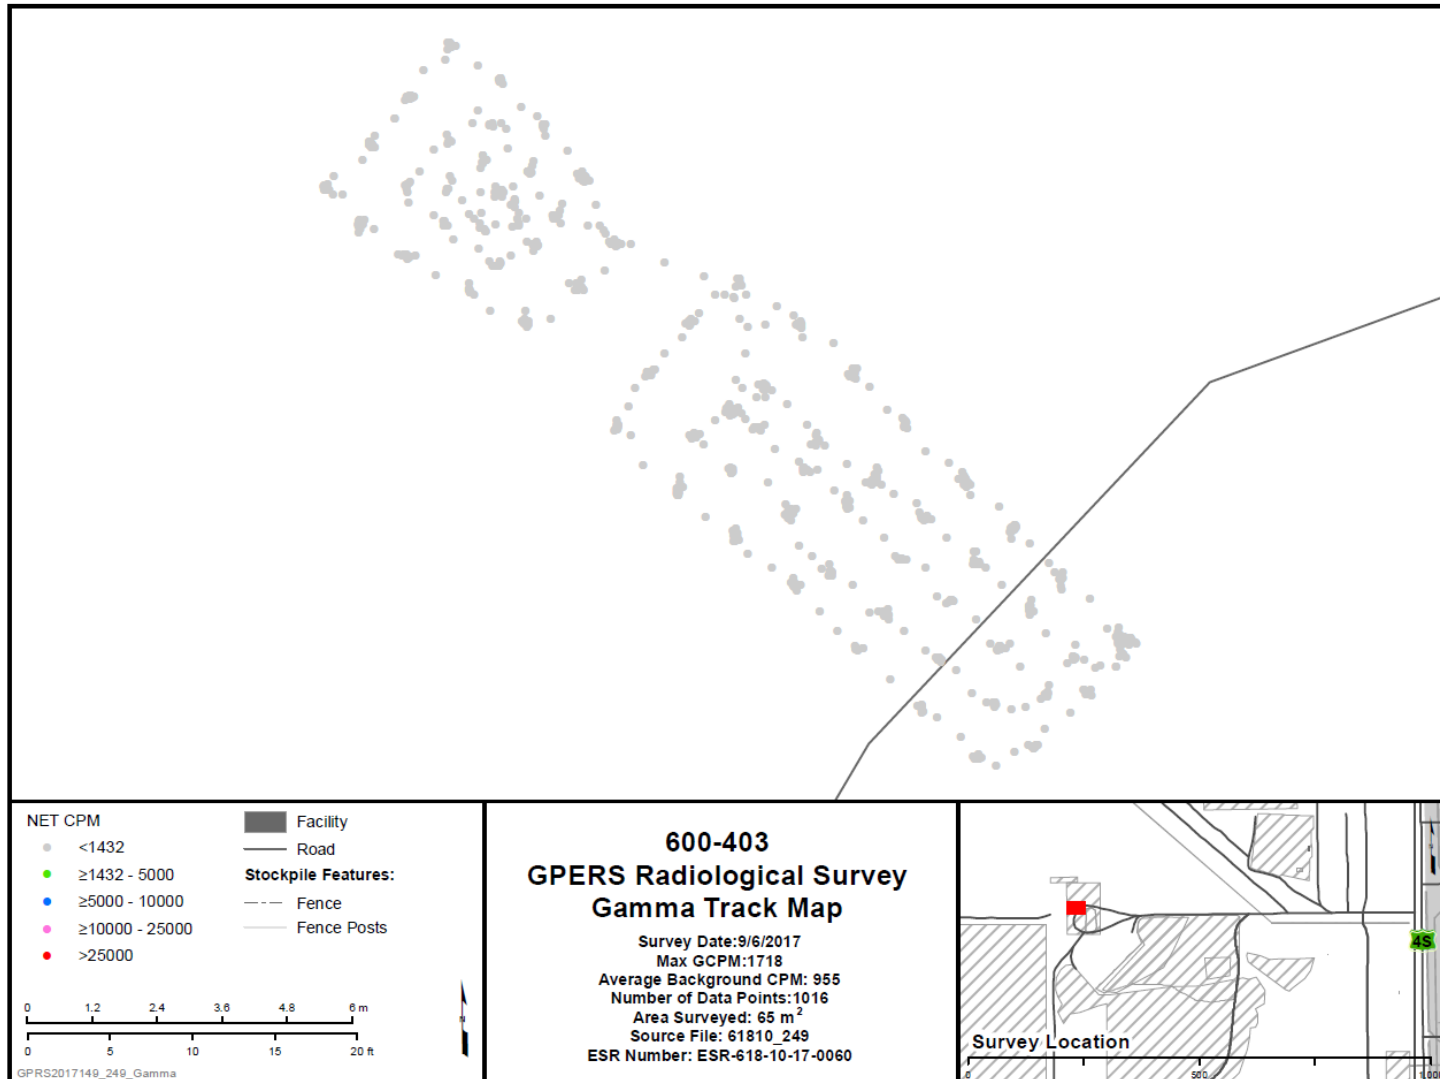 NET CPM
<1432
≥1432 - 5000
≥5000 - 10000
≥10000 - 25000
>25000
Facility
Road
Stockpile Features:
Fence
Fence Posts
0 1.2 2.4 3.6 4.8 6 m
0 5 10 15 20 ft
GPRS2017149_249_Gamma
N
600-403
GPERS Radiological Survey
Gamma Track Map
Survey Date:9/6/2017
Max GCPM:1718
Average Background CPM: 955
Number of Data Points:1016
Area Surveyed: 65 m²
Source File: 61810_249
ESR Number: ESR-618-10-17-0060
4S
Survey Location
0 500